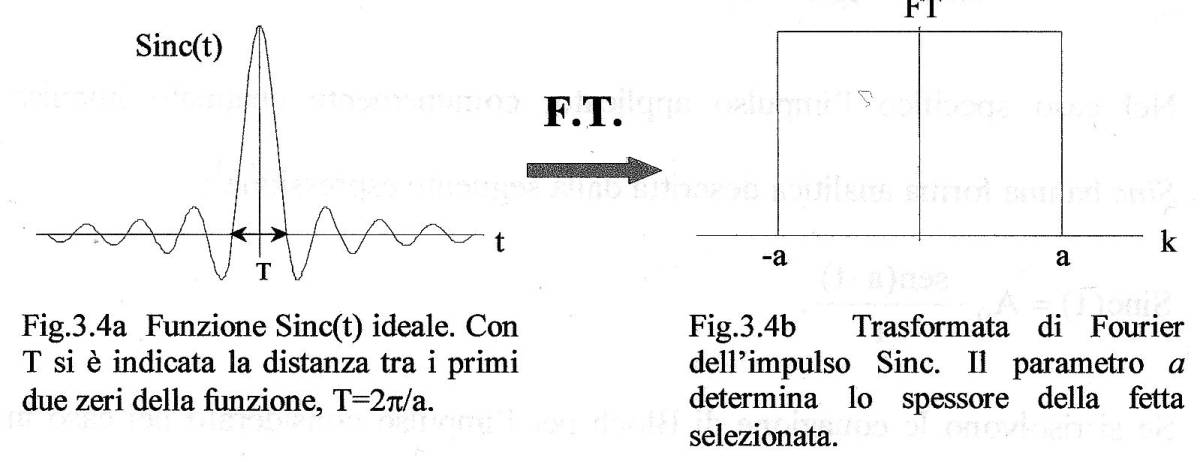 FT
Sinc(t)
F.T.
t
T
-a
a
k
Fig.3.4a Funzione Sinc(t) ideale. Con
T si è indicata la distanza tra i primi
due zeri della funzione, T=2π/a.
Fig.3.4b Trasformata di Fourier
dell'impulso Sinc. Il parametro a
determina lo spessore della fetta
selezionata.